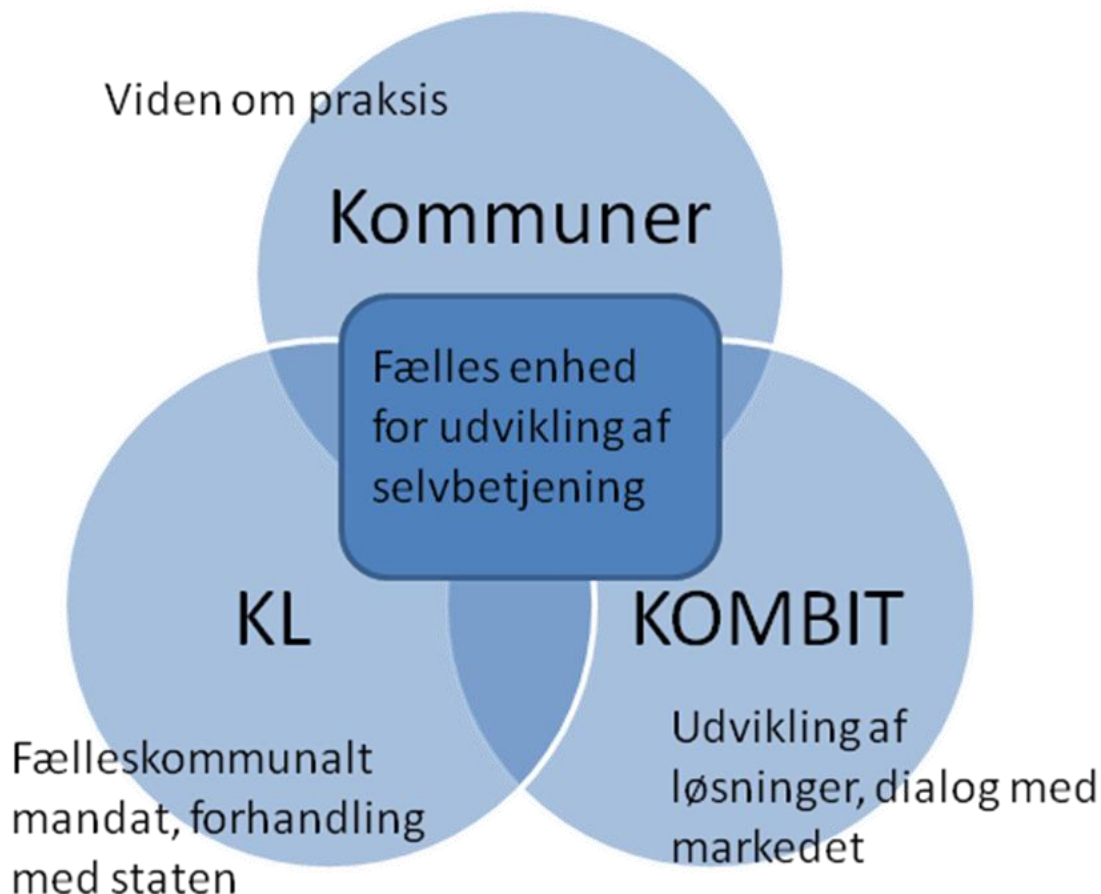 Viden om praksis
Kommuner
Fælles enhed
for udvikling af
selvbetjening
KL
KOMBIT
Fælleskommunalt
mandat, forhandling
med staten
Udvikling af
løsninger, dialog med
markedet